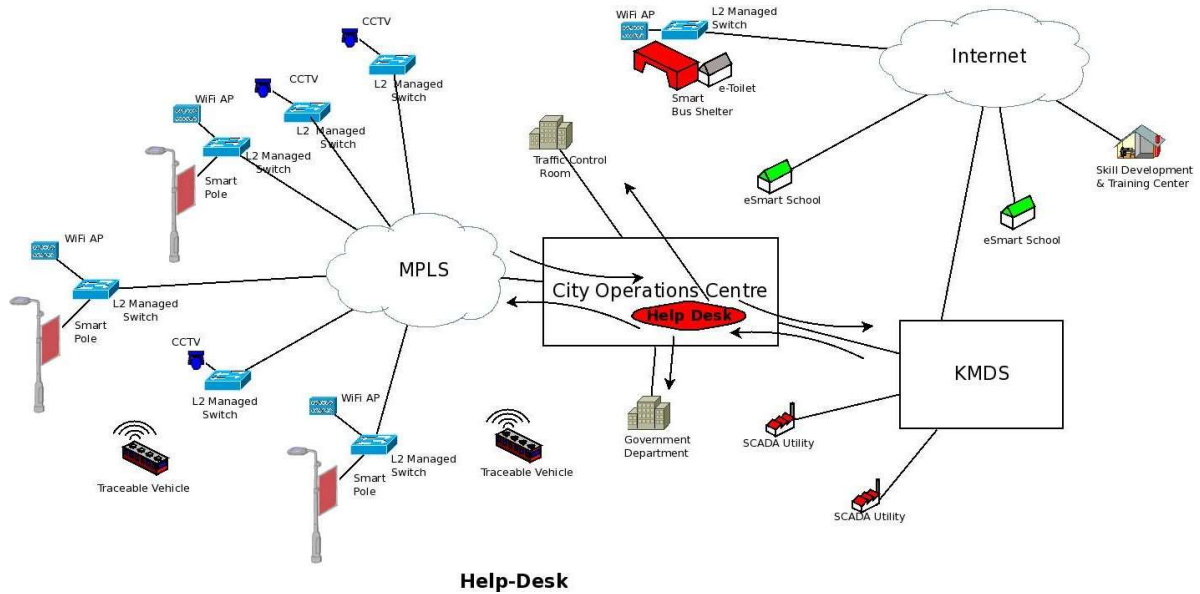 WiFi AP
L2 Managed
Switch
Internet
e-Toilet
Smart
Bus Shelter
CCTV
L2 Managed
Switch
CCTV
L2 Managed
Switch
WiFi AP
L2 Managed
Switch
Smart
Pole
Traffic Control
Room
eSmart School
eSmart School
Skill Development
& Training Center
WiFi AP
L2 Managed
Switch
Smart
Pole
MPLS
City Operations Centre
Help Desk
KMDS
CCTV
L2 Managed
Switch
WiFi AP
L2 Managed
Switch
Smart
Pole
Traceable Vehicle
Traceable Vehicle
Government
Department
SCADA Utility
SCADA Utility
Help-Desk